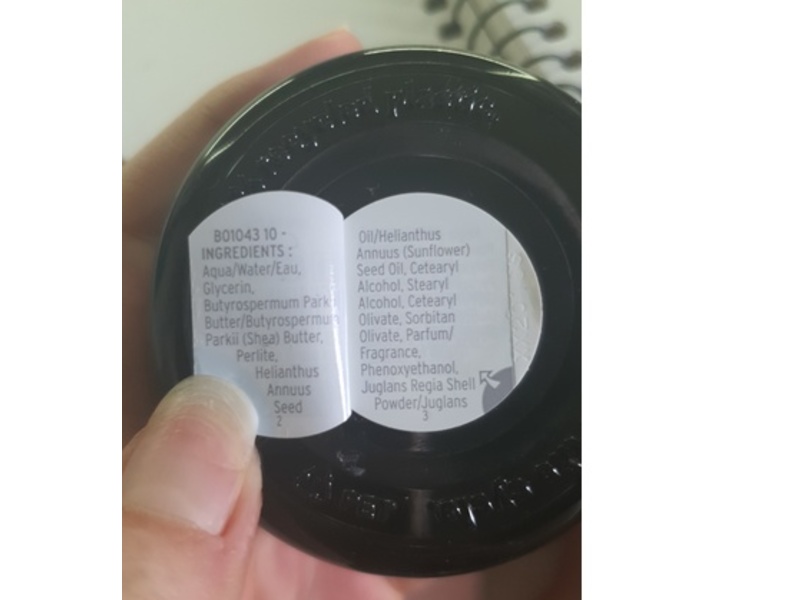 B01043 10 -
INGREDIENTS :
Aqua/Water/Eau,
Glycerin,
Butyrospermum Parkii
Butter/Butyrospermum
Parkii (Shea) Butter,
Perlite,
Helianthus
Annuus
Seed
2
Oil/Helianthus
Annuus (Sunflower)
Seed Oil, Cetearyl
Alcohol, Stearyl
Alcohol, Cetearyl
Olivate, Sorbitan
Olivate, Parfum/
Fragrance,
Phenoxyethanol,
Juglans Regia Shell
Powder/Juglans
3